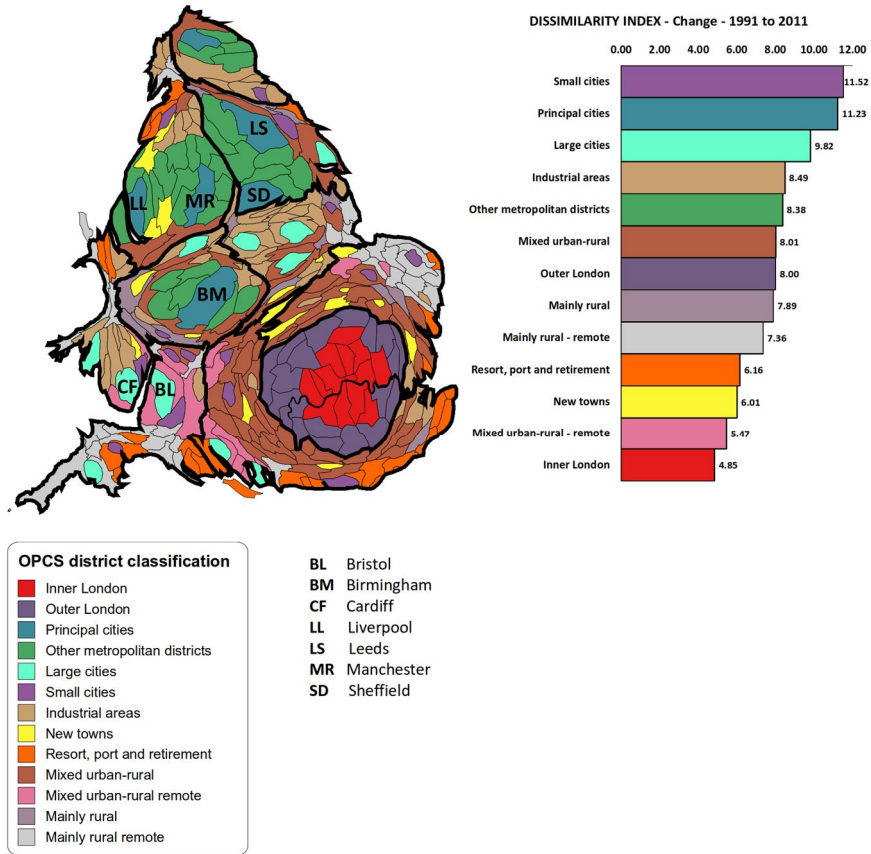 DISSIMILARITY INDEX - Change - 1991 to 2011
0.00 2.00 4.00 6.00 8.00 10.00 12.00
Small cities 11.52
Principal cities 11.23
Large cities 9.82
Industrial areas 8.49
Other metropolitan districts 8.38
Mixed urban-rural 8.01
Outer London 8.00
Mainly rural 7.89
Mainly rural - remote 7.36
Resort, port and retirement 6.16
New towns 6.01
Mixed urban-rural - remote 5.47
Inner London 4.85
LS
LL MR SD
BM
CF BL
OPCS district classification
Inner London
Outer London
Principal cities
Other metropolitan districts
Large cities
Small cities
Industrial areas
New towns
Resort, port and retirement
Mixed urban-rural
Mixed urban-rural remote
Mainly rural
Mainly rural remote
BL Bristol
BM Birmingham
CF Cardiff
LL Liverpool
LS Leeds
MR Manchester
SD Sheffield